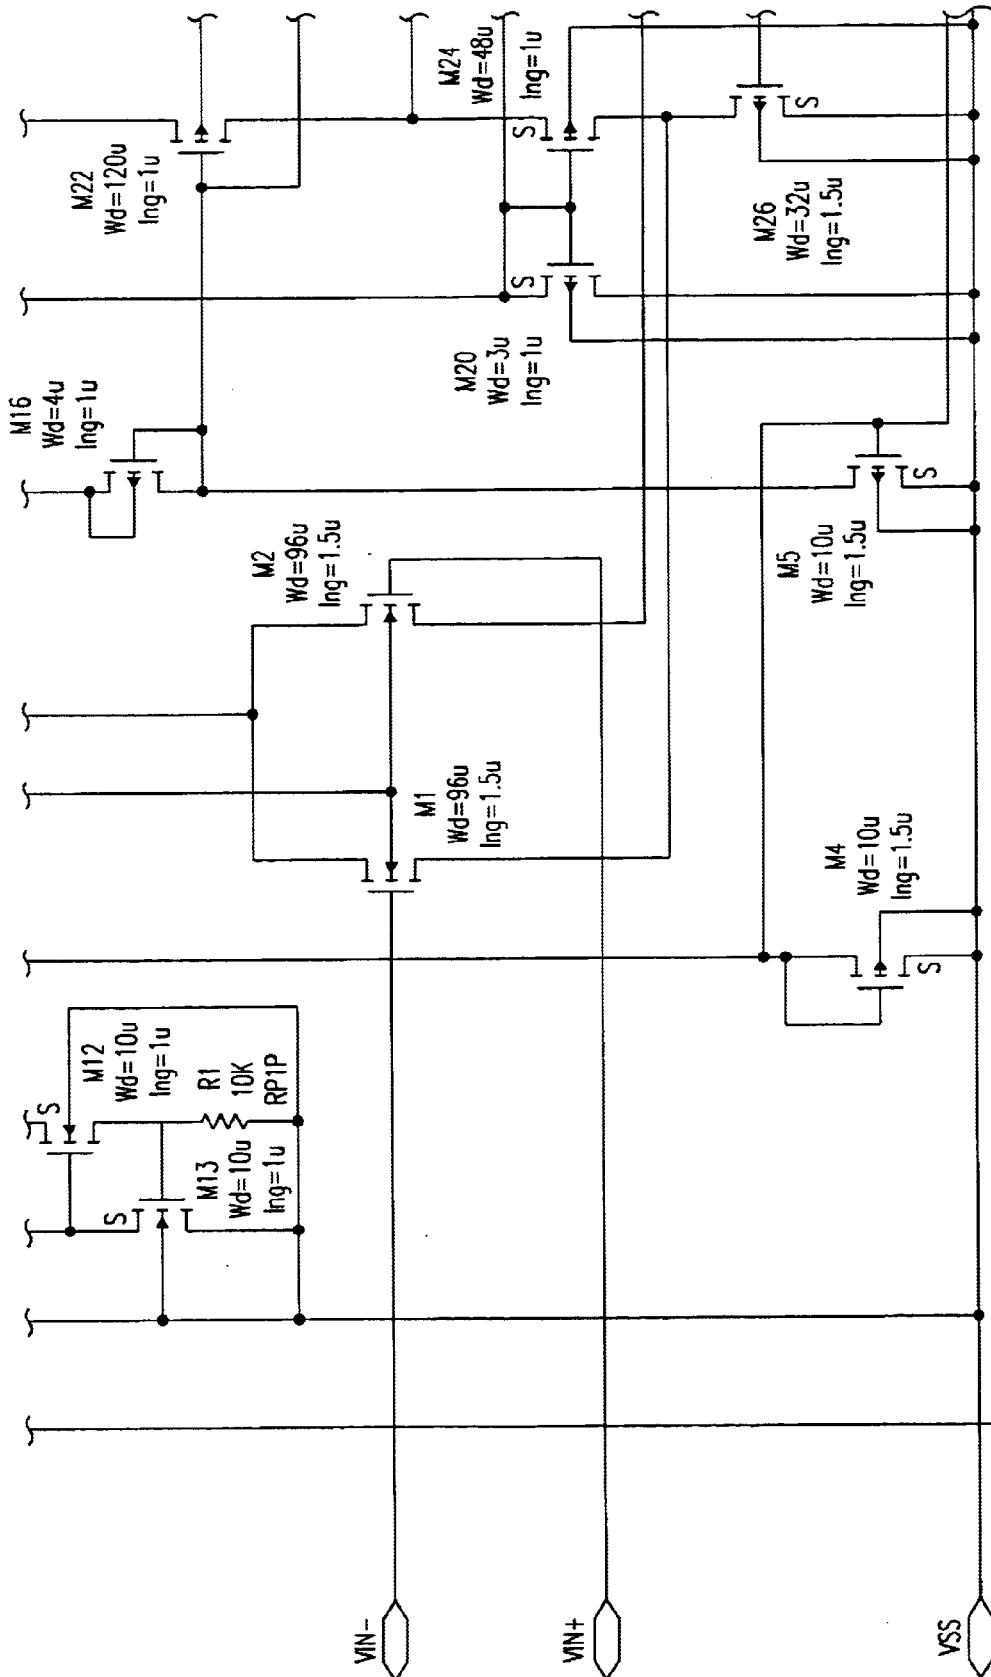 M16
Wd=4u
lng=1u
M22
Wd=120u
lng=1u
M24
Wd=48u
lng=1u
S
M20
Wd=3u
lng=1u
S
M26
Wd=32u
lng=1.5u
S
M2
Wd=96u
lng=1.5u
M5
Wd=10u
lng=1.5u
S
M1
Wd=96u
lng=1.5u
M4
Wd=10u
lng=1.5u
S
M12
Wd=10u
lng=1u
S
R1
10K
RP1P
M13
Wd=10u
lng=1u
S
VIN-
VIN+
VSS